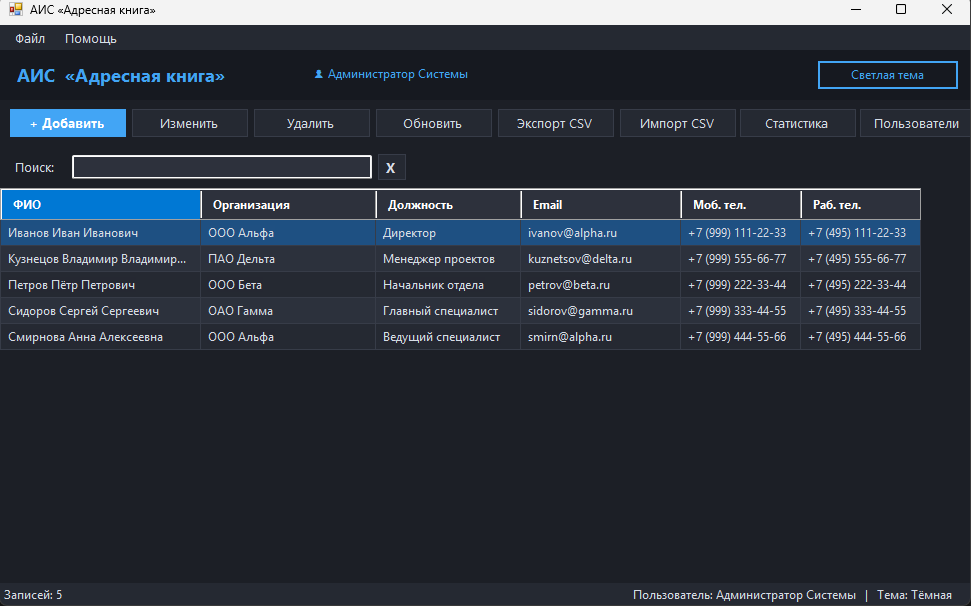 АИС «Адресная книга»
Файл Помощь
АИС «Адресная книга» Администратор Системы Светлая тема
+ Добавить Изменить Удалить Обновить Экспорт CSV Импорт CSV Статистика Пользователи
Поиск: X
ФИО Организация Должность Email Моб. тел. Раб. тел.
Иванов Иван Иванович ООО Альфа Директор ivanov@alpha.ru +7 (999) 111-22-33 +7 (495) 111-22-33
Кузнецов Владимир Владимир... ПАО Дельта Менеджер проектов kuznetsov@delta.ru +7 (999) 555-66-77 +7 (495) 555-66-77
Петров Пётр Петрович ООО Бета Начальник отдела petrov@beta.ru +7 (999) 222-33-44 +7 (495) 222-33-44
Сидоров Сергей Сергеевич ОАО Гамма Главный специалист sidorov@gamma.ru +7 (999) 333-44-55 +7 (495) 333-44-55
Смирнова Анна Алексеевна ООО Альфа Ведущий специалист smirn@alpha.ru +7 (999) 444-55-66 +7 (495) 444-55-66
Записей: 5 Пользователь: Администратор Системы | Тема: Тёмная